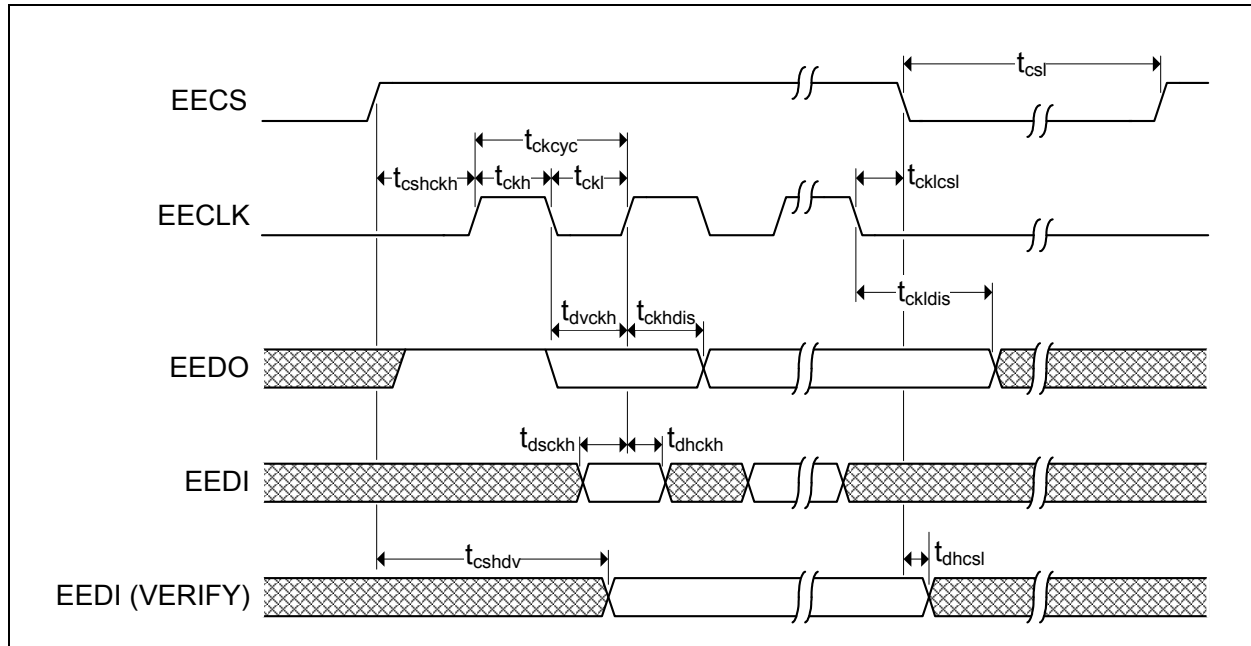 t_csl
EECS
t_ckcyc
t_cshckh t_ckh t_ckl t_cklcsl
EECLK
t_ckldis
t_dvckh t_ckhdis
EEDO
t_dsckh t_dhckh
EEDI
t_cshdv t_dhcsl
EEDI (VERIFY)